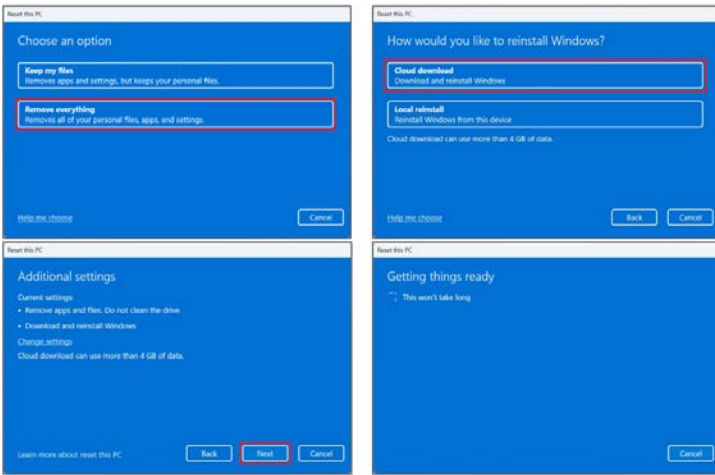 Reset this PC
Choose an option
Keep my files
Removes apps and settings, but keeps your personal files.
Remove everything
Removes all of your personal files, apps, and settings.
Help me choose
Cancel
Reset this PC
How would you like to reinstall Windows?
Cloud download
Download and reinstall Windows
Local reinstall
Reinstall Windows from this device
Cloud download can use more than 4 GB of data.
Help me choose
Back
Cancel
Reset this PC
Additional settings
Current settings:
• Remove apps and files. Do not clean the drive
• Download and reinstall Windows
Change settings
Cloud download can use more than 4 GB of data.
Learn more about reset this PC
Back
Next
Cancel
Reset this PC
Getting things ready
This won't take long
Cancel